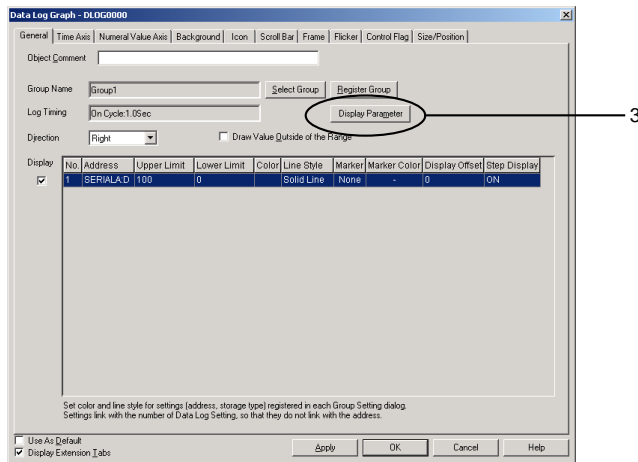 Data Log Graph - DLOG0000
General Time Axis Numeral Value Axis Background Icon Scroll Bar Frame Flicker Control Flag Size/Position
Object Comment
Group Name Group1 Select Group Register Group
Log Timing On Cycle:1.0Sec Display Parameter 3
Direction Right Draw Value Outside of the Range
Display No. Address Upper Limit Lower Limit Color Line Style Marker Marker Color Display Offset Step Display
1 SERIALA:D 100 0 Solid Line None - 0 ON
Set color and line style for settings (address, storage type) registered in each Group Setting dialog.
Settings link with the number of Data Log Setting, so that they do not link with the address.
Use As Default
Display Extension Tabs Apply OK Cancel Help